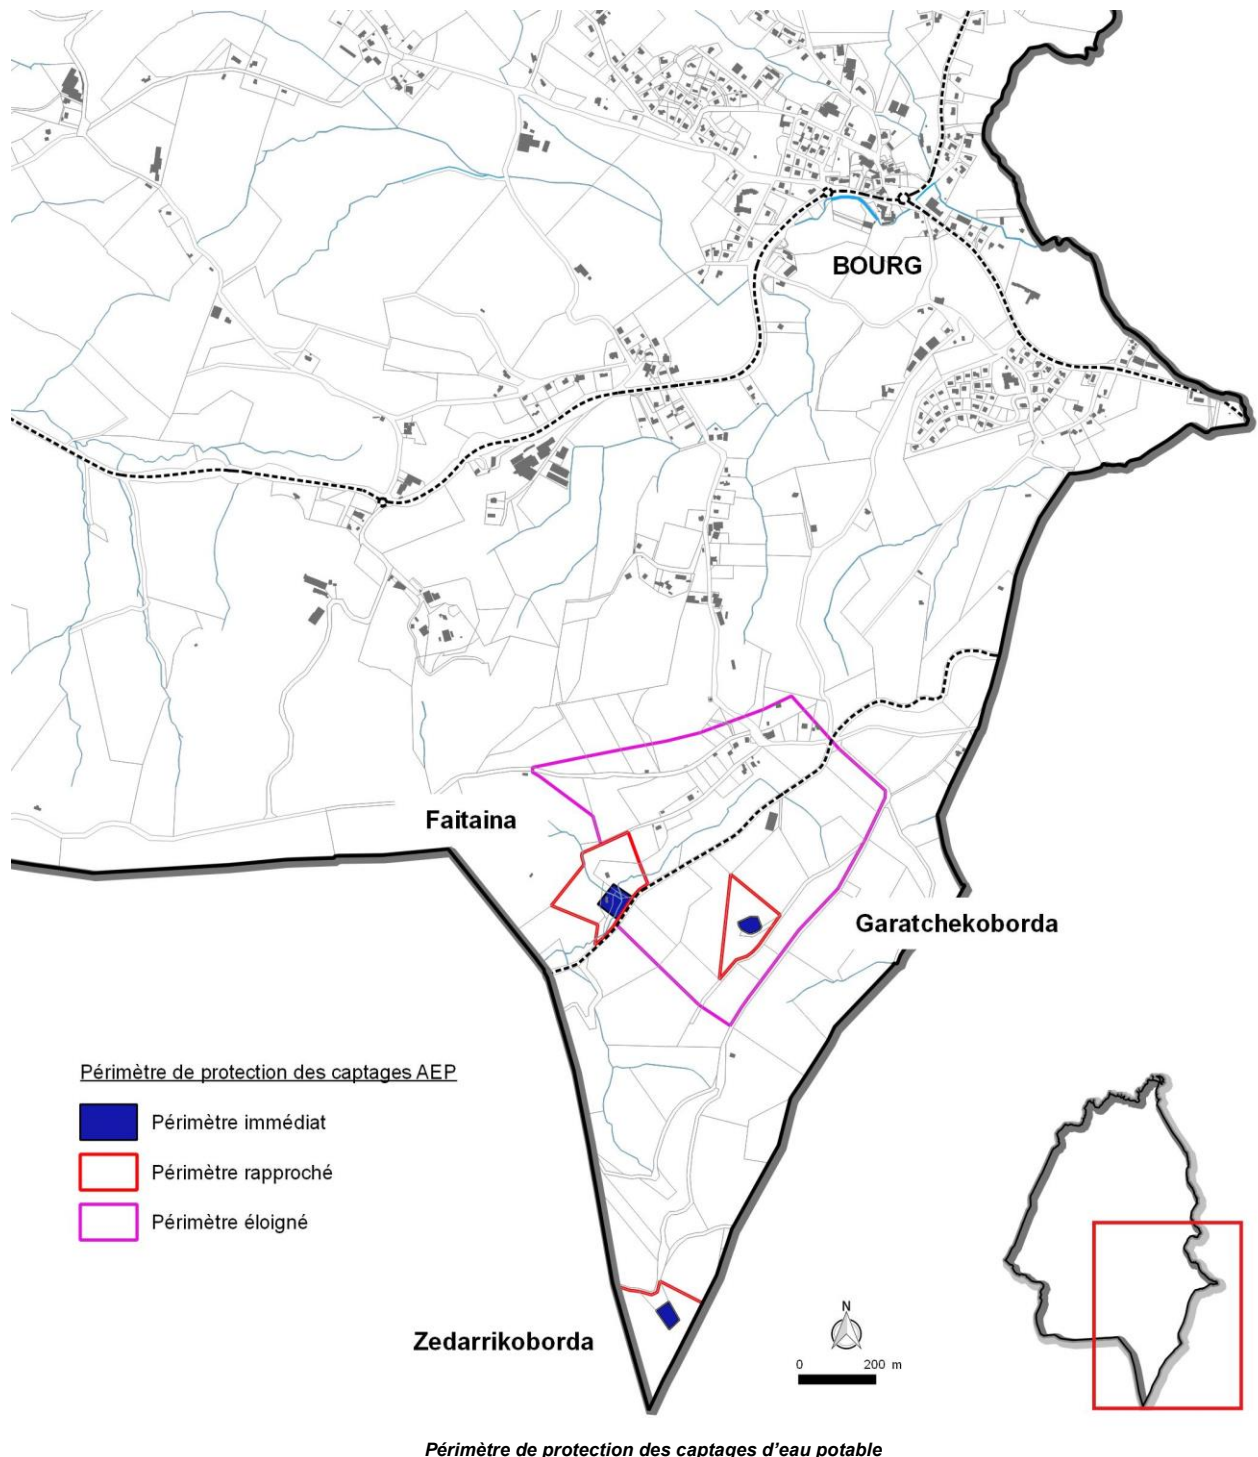 BOURG
Faitaina
Garatchekoborda
Périmètre de protection des captages AEP
Périmètre immédiat
Périmètre rapproché
Périmètre éloigné
Zedarrikoborda
N
0 200 m
Périmètre de protection des captages d'eau potable